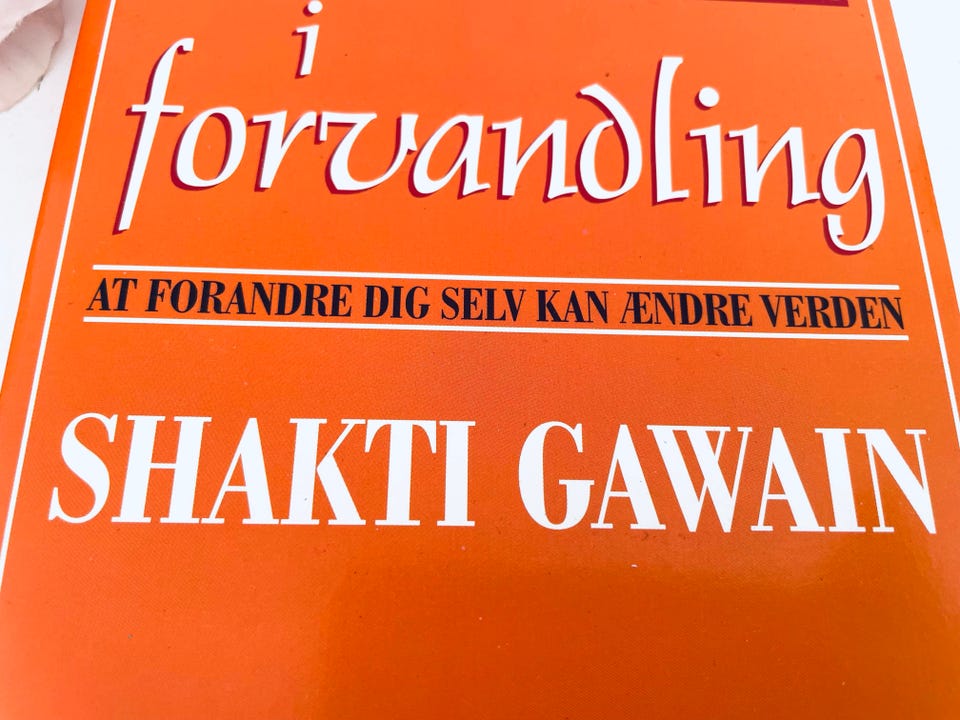 i
forvandling
AT FORANDRE DIG SELV KAN ÆNDRE VERDEN
SHAKTI GAWAIN